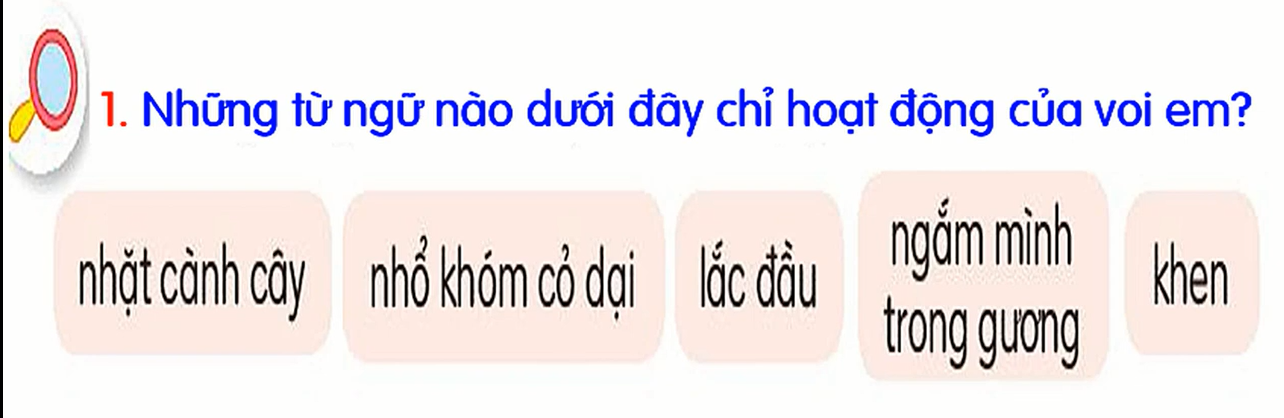 1. Những từ ngữ nào dưới đây chỉ hoạt động của voi em?
nhặt cành cây
nhổ khóm cỏ dại
lắc đầu
ngắm mình
trong gương
khen